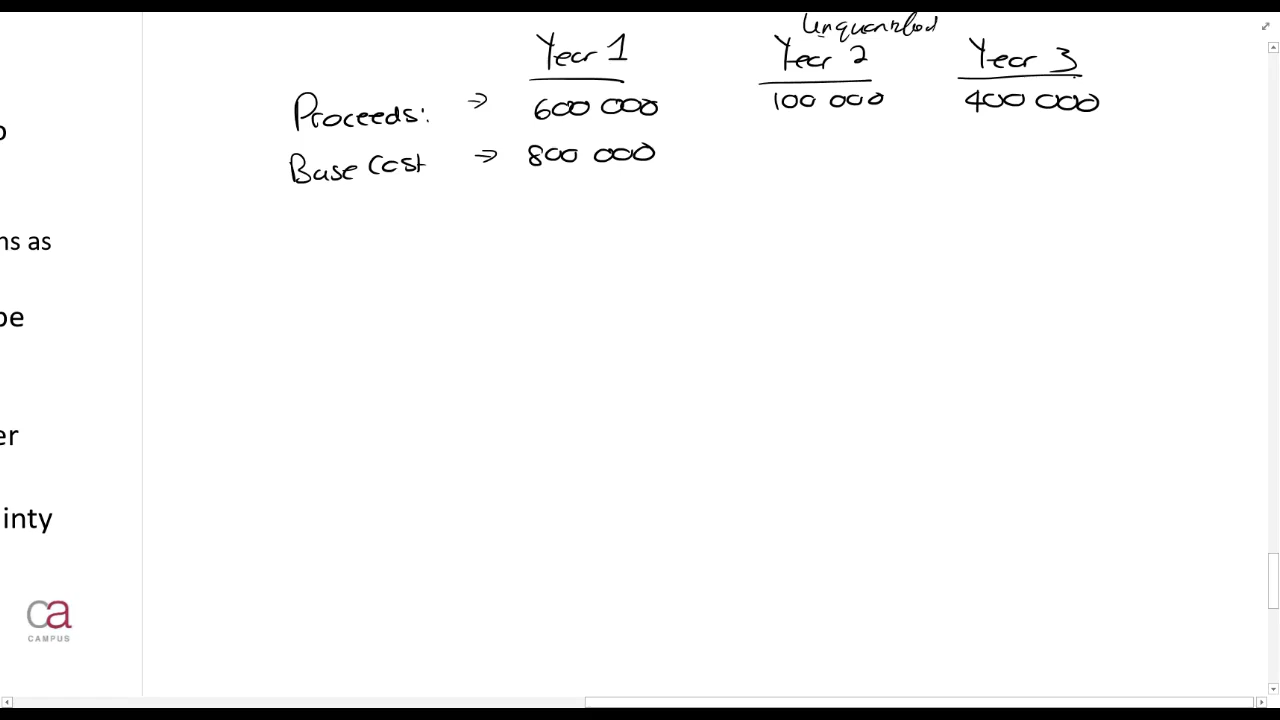 Unquantified
Year 1 Year 2 Year 3
Proceeds: → 600 000 100 000 400 000
Base Cost → 800 000
ns as
be
er
inty
ca
CAMPUS